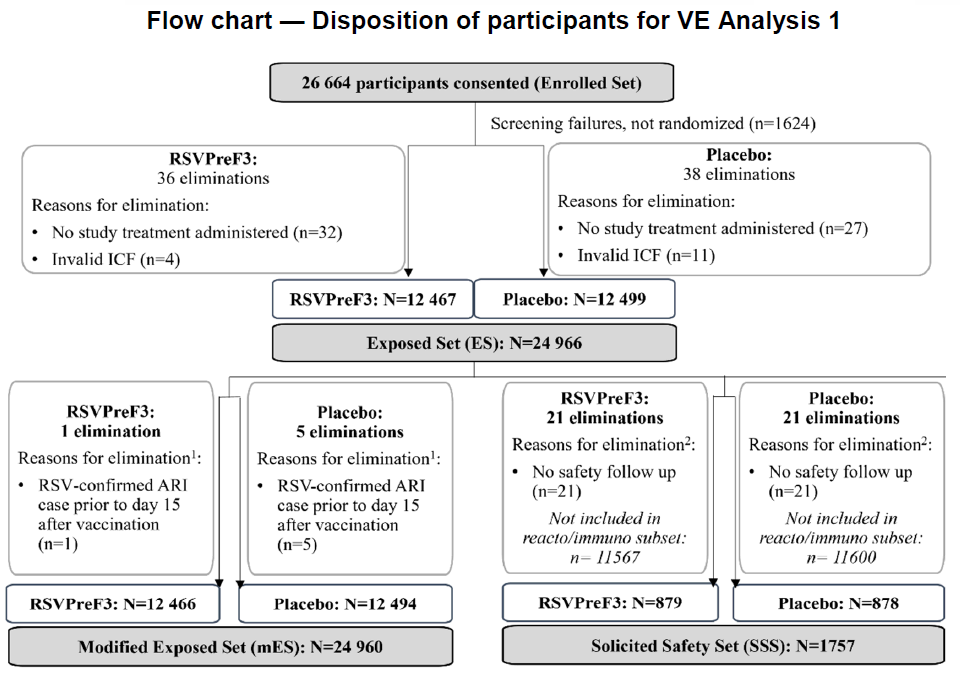 Flow chart — Disposition of participants for VE Analysis 1
26 664 participants consented (Enrolled Set)
Screening failures, not randomized (n=1624)
RSVPreF3:
36 eliminations
Reasons for elimination:
• No study treatment administered (n=32)
• Invalid ICF (n=4)
Placebo:
38 eliminations
Reasons for elimination:
• No study treatment administered (n=27)
• Invalid ICF (n=11)
RSVPreF3: N=12 467
Placebo: N=12 499
Exposed Set (ES): N=24 966
RSVPreF3:
1 elimination
Reasons for elimination¹:
• RSV-confirmed ARI
case prior to day 15
after vaccination
(n=1)
Placebo:
5 eliminations
Reasons for elimination¹:
• RSV-confirmed ARI
case prior to day 15
after vaccination
(n=5)
RSVPreF3:
21 eliminations
Reasons for elimination²:
• No safety follow up
(n=21)
Not included in
reacto/immuno subset:
n= 11567
Placebo:
21 eliminations
Reasons for elimination²:
• No safety follow up
(n=21)
Not included in
reacto/immuno subset:
n= 11600
RSVPreF3: N=12 466
Placebo: N=12 494
Modified Exposed Set (mES): N=24 960
RSVPreF3: N=879
Placebo: N=878
Solicited Safety Set (SSS): N=1757